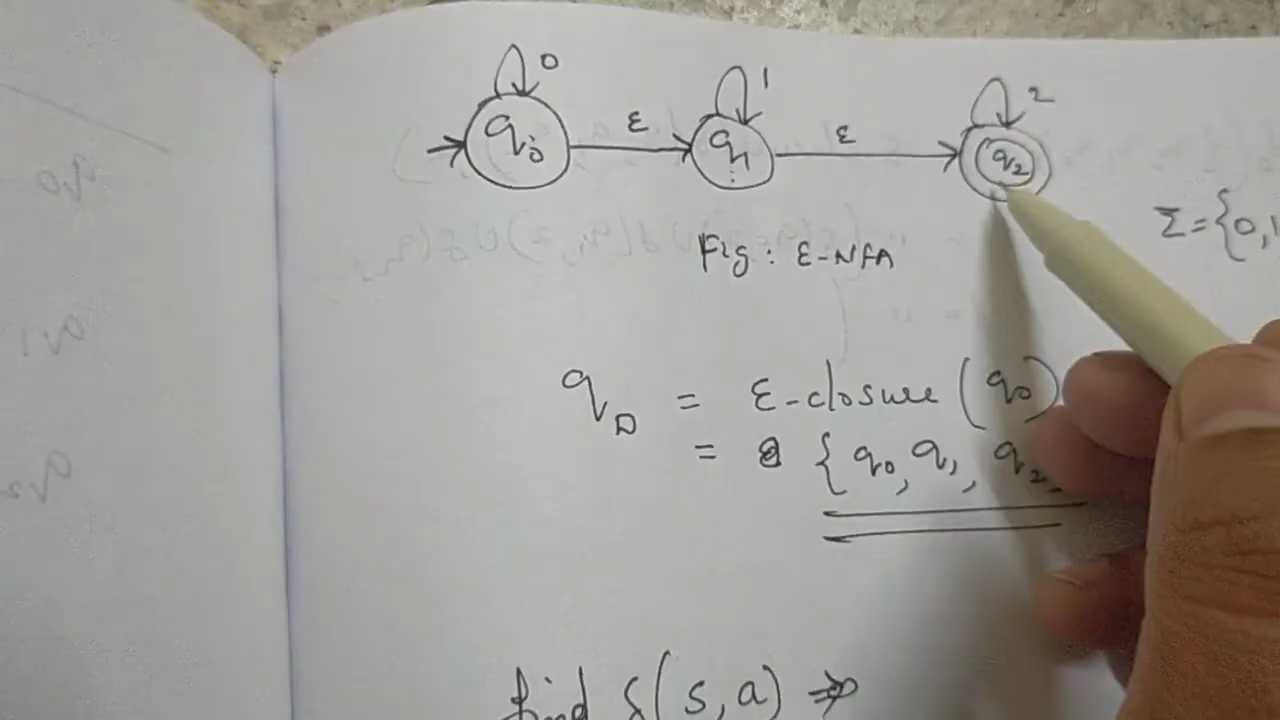 0 1 2
q0 ε q1 ε q2
Σ={0,1
Fig: ε-NFA
qD = ε-closure (q0)
= {q0, q1, q2
find δ(s,a) ⇒